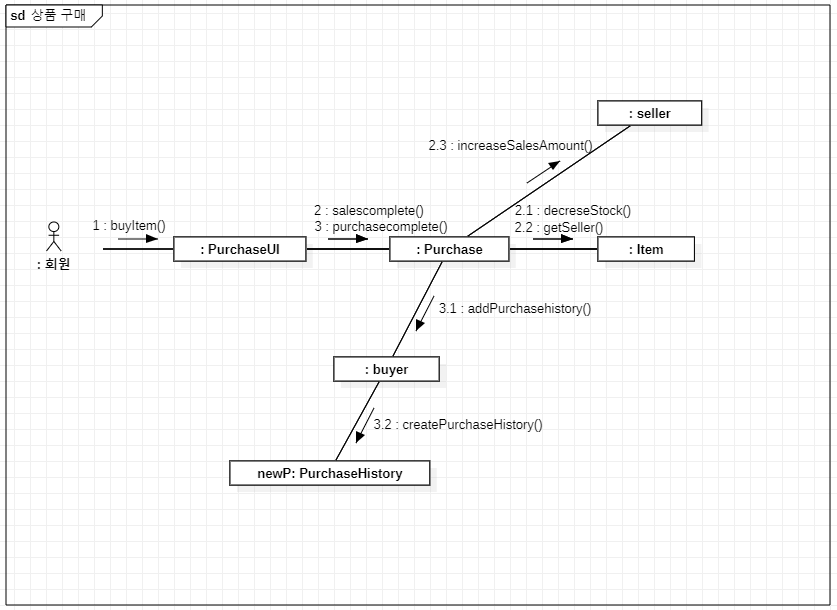 sd 상품 구매
: seller
2.3 : increaseSalesAmount()
2 : salescomplete()
3 : purchasecomplete()
2.1 : decreseStock()
2.2 : getSeller()
1 : buyItem()
: 회원
: PurchaseUI
: Purchase
: Item
3.1 : addPurchasehistory()
: buyer
3.2 : createPurchaseHistory()
newP: PurchaseHistory